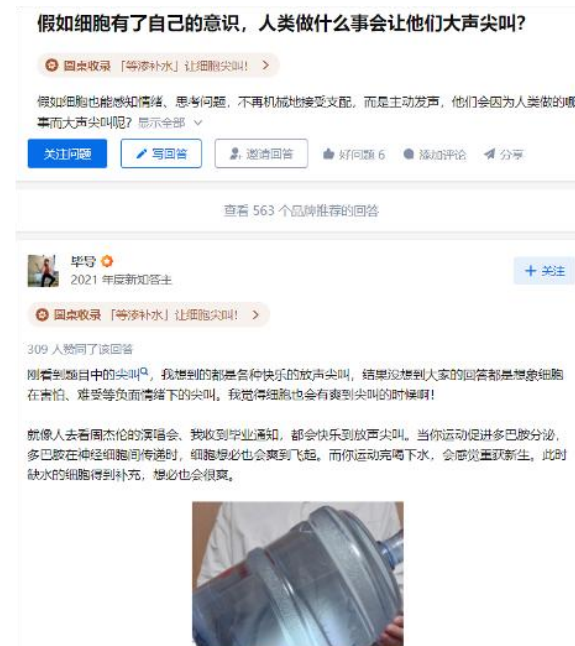 假如细胞有了自己的意识，人类做什么事会让他们大声尖叫？
圆桌收录「等渗补水」让细胞尖叫！ >
假如细胞也能感知情绪、思考问题，不再机械地接受支配，而是主动发声，他们会因为人类做的哪
事而大声尖叫呢？ 显示全部
关注问题 写回答 邀请回答 好问题 6 添加评论 分享
查看 563 个品牌推荐的回答
毕导
2021 年度新知答主
+ 关注
圆桌收录「等渗补水」让细胞尖叫！ >
309 人赞同了该回答
刚看到题目中的尖叫，我想到的都是各种快乐的放声尖叫，结果没想到大家的回答都是想象细胞
在害怕、难受等负面情绪下的尖叫。我觉得细胞也会有爽到尖叫的时候啊！
就像人去看周杰伦的演唱会、我收到毕业通知，都会快乐到放声尖叫。当你运动促进多巴胺分泌，
多巴胺在神经细胞间传递时，细胞想必也会爽到飞起。而你运动完喝下水，会感觉重获新生。此时
缺水的细胞得到补充，想必也会很爽。